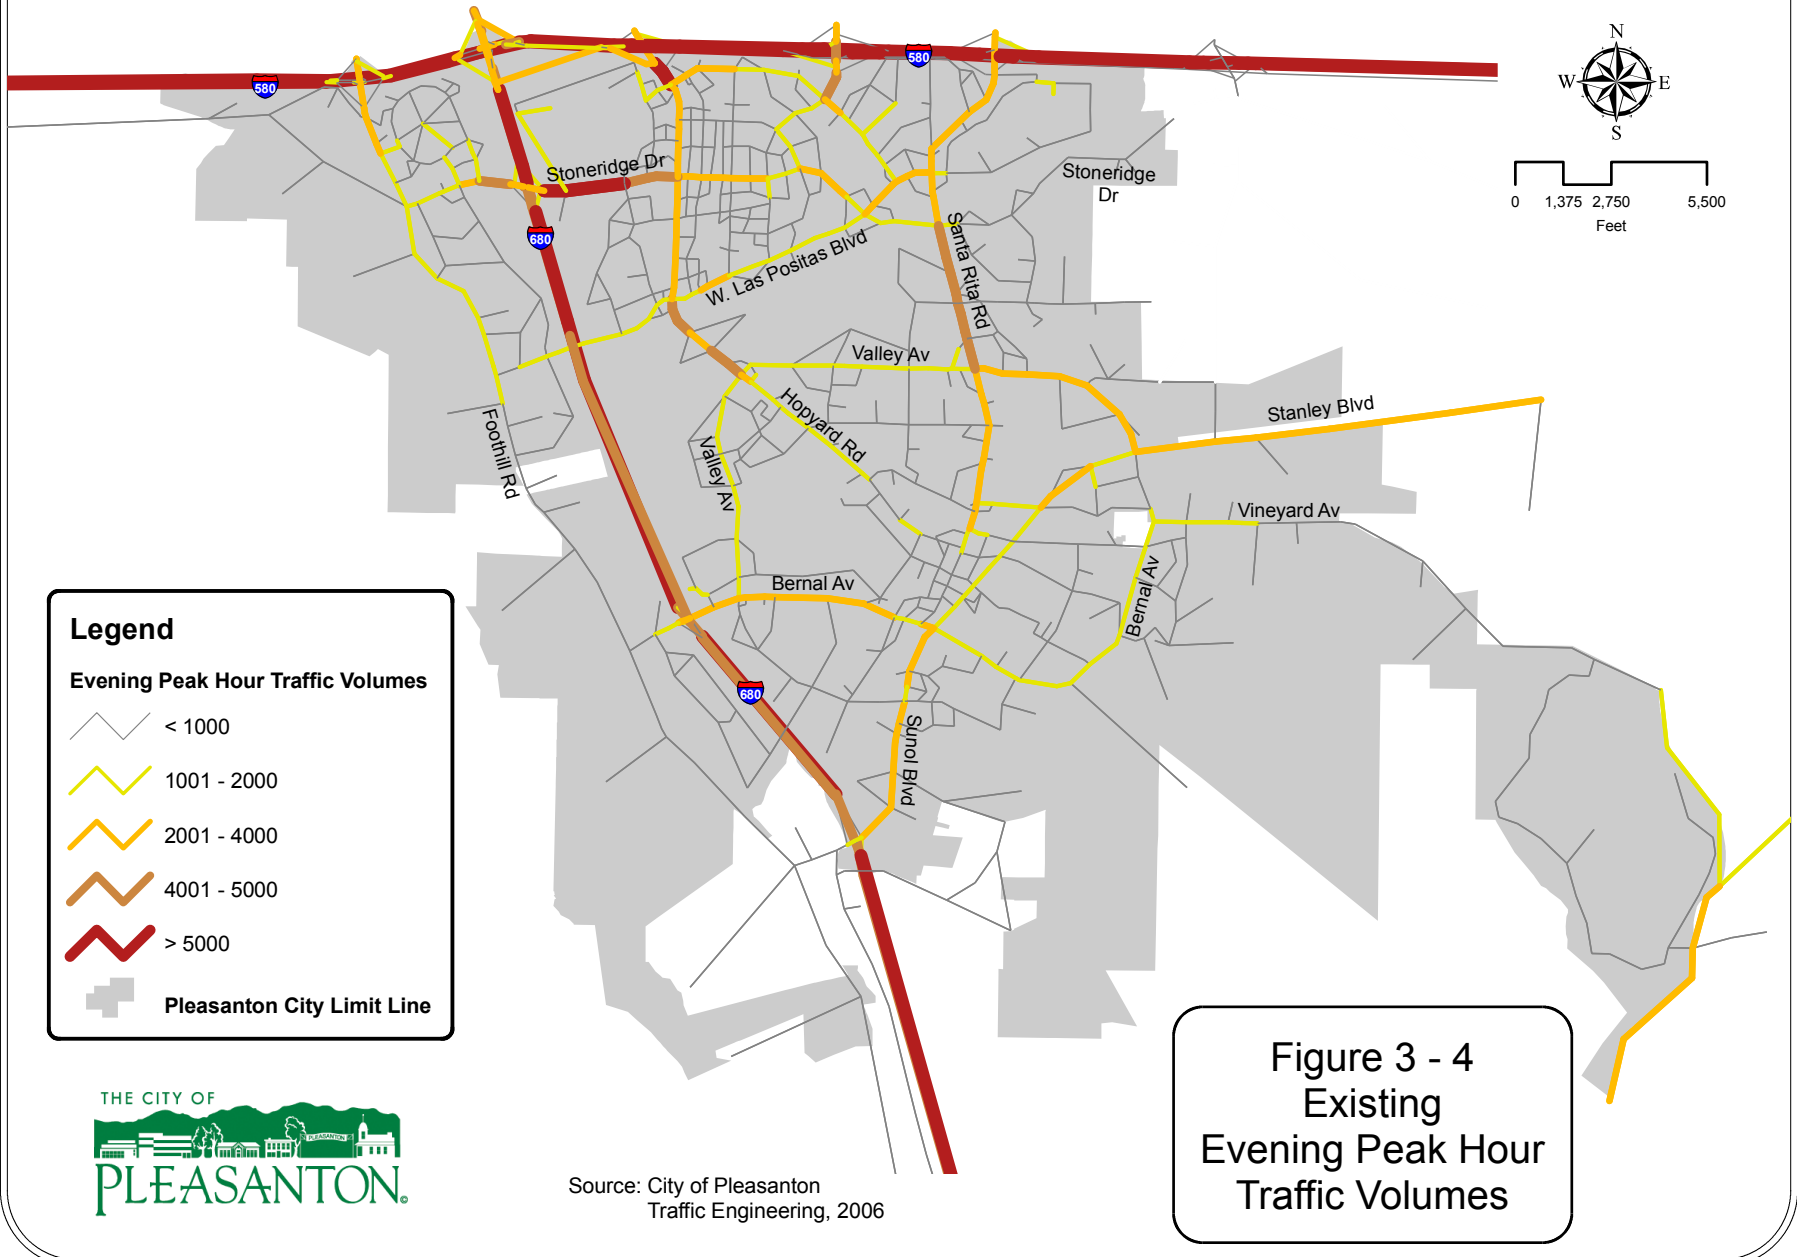 N
W
E
S
0
1,375
2,750
5,500
Feet
580
580
Stoneridge Dr
Stoneridge
Dr
680
W. Las Positas Blvd
Santa Rita Rd
Valley Av
Hopyard Rd
Stanley Blvd
Foothill Rd
Valley Av
Vineyard Av
Bernal Av
Bernal Av
680
Sunol Blvd
Legend
Evening Peak Hour Traffic Volumes
< 1000
1001 - 2000
2001 - 4000
4001 - 5000
> 5000
Pleasanton City Limit Line
THE CITY OF
PLEASANTON
PLEASANTON©
Source: City of Pleasanton
Traffic Engineering, 2006
Figure 3 - 4
Existing
Evening Peak Hour
Traffic Volumes